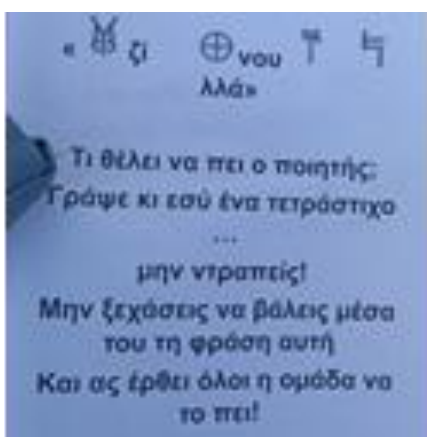 « ζί νου
λλά»
Τι θέλει να πει ο ποιητής;
Γράψε κι εσύ ένα τετράστιχο
...
μην ντραπείς!
Μην ξεχάσεις να βάλεις μέσα
του τη φράση αυτή
Και ας έρθει όλοι η ομάδα να
το πει!